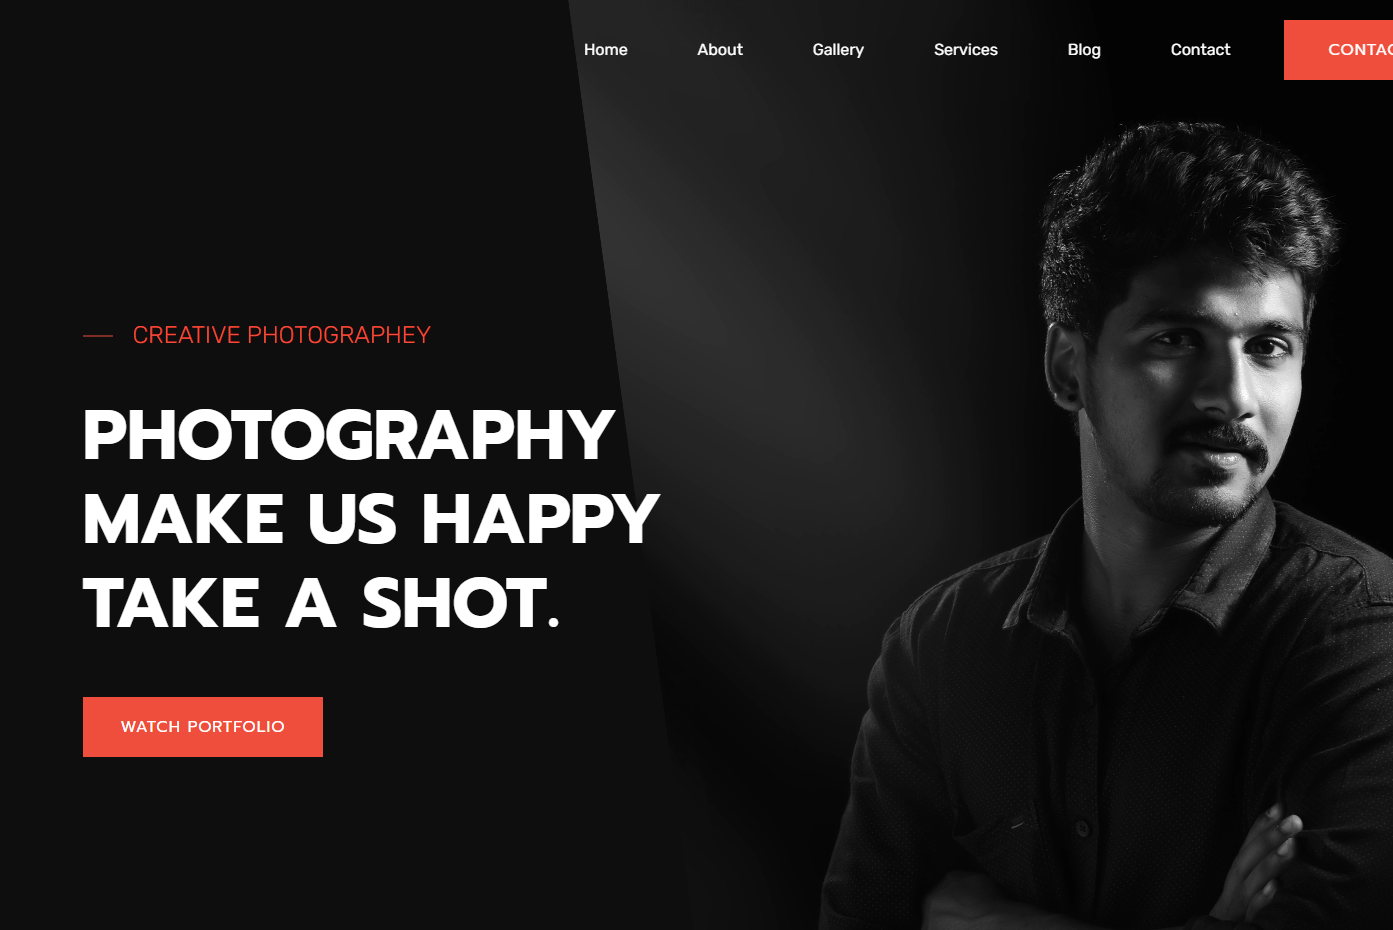 Home About Gallery Services Blog Contact CONTAC
CREATIVE PHOTOGRAPHEY
PHOTOGRAPHY
MAKE US HAPPY
TAKE A SHOT.
WATCH PORTFOLIO